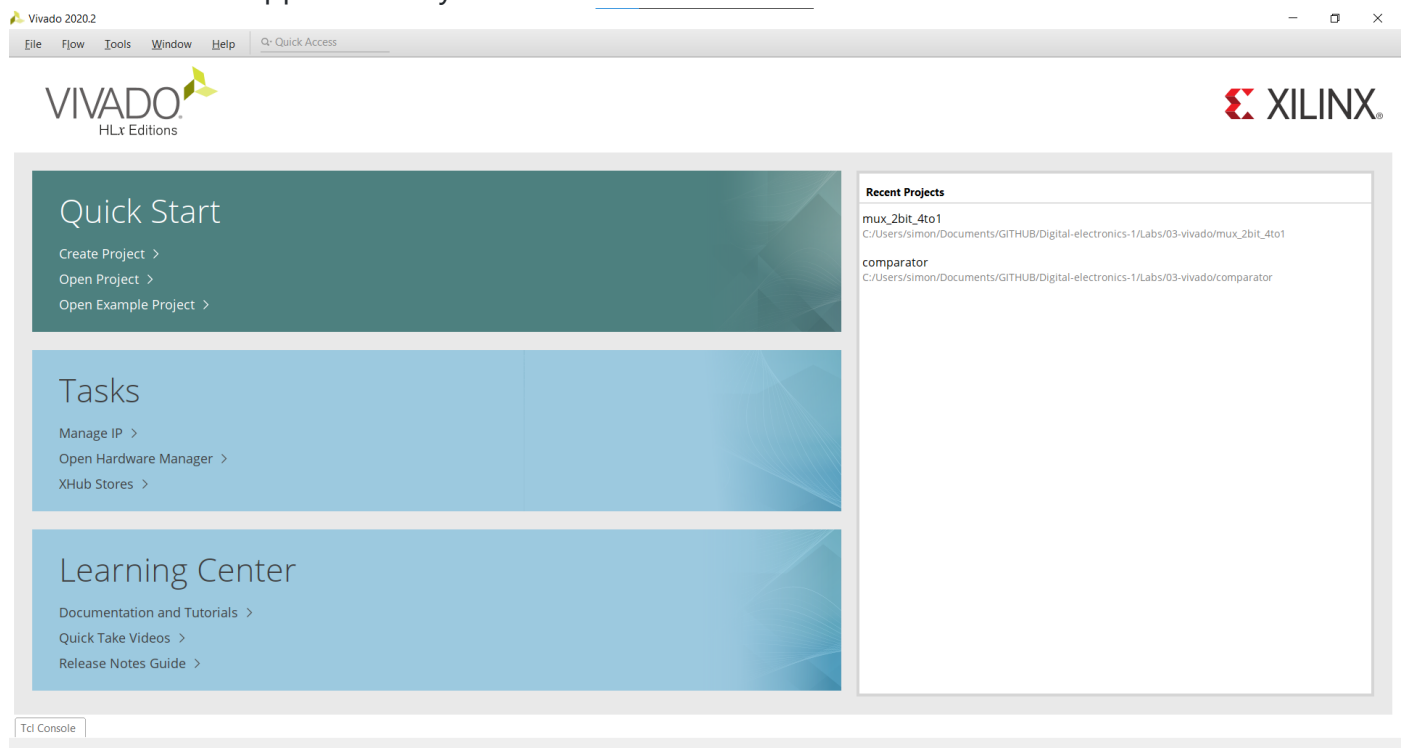 Vivado 2020.2
File Flow Tools Window Help Quick Access
VIVADO.
HLx Editions
XILINX®
Quick Start
Create Project >
Open Project >
Open Example Project >
Tasks
Manage IP >
Open Hardware Manager >
XHub Stores >
Learning Center
Documentation and Tutorials >
Quick Take Videos >
Release Notes Guide >
Recent Projects
mux_2bit_4to1
C:/Users/simon/Documents/GITHUB/Digital-electronics-1/Labs/03-vivado/mux_2bit_4to1
comparator
C:/Users/simon/Documents/GITHUB/Digital-electronics-1/Labs/03-vivado/comparator
Tcl Console